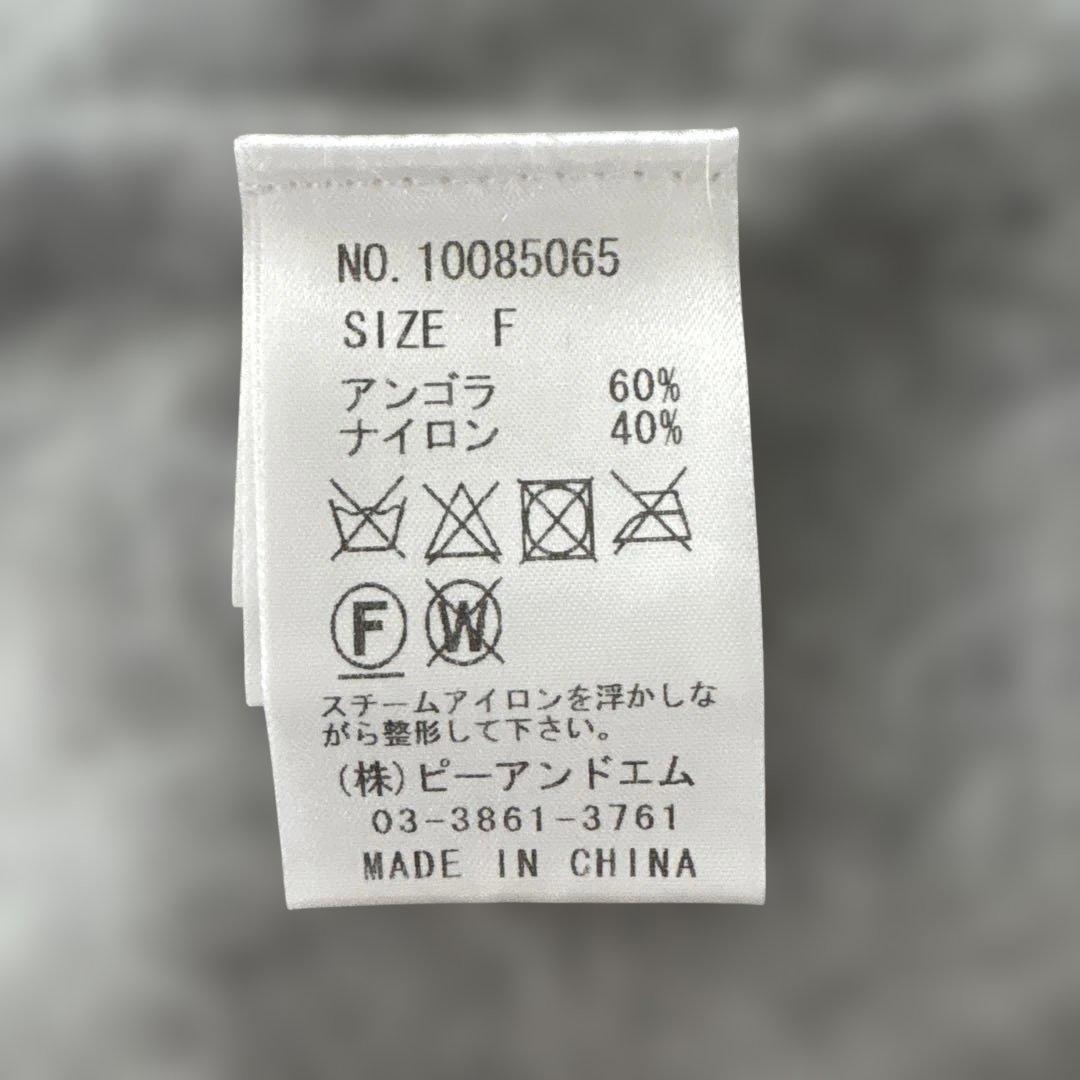 NO. 10085065
SIZE F
アンゴラ 60%
ナイロン 40%
F W
スチームアイロンを浮かしな
がら整形して下さい。
(株)ピーアンドエム
03-3861-3761
MADE IN CHINA